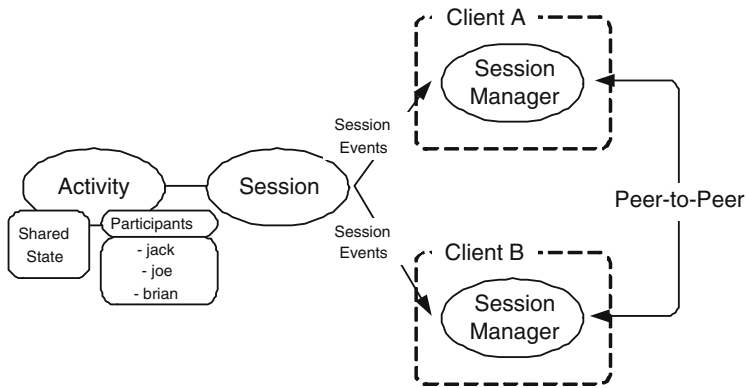 Client A
Session
Manager
Session
Events
Activity
Session
Peer-to-Peer
Shared
State
Participants
- jack
- joe
- brian
Session
Events
Client B
Session
Manager